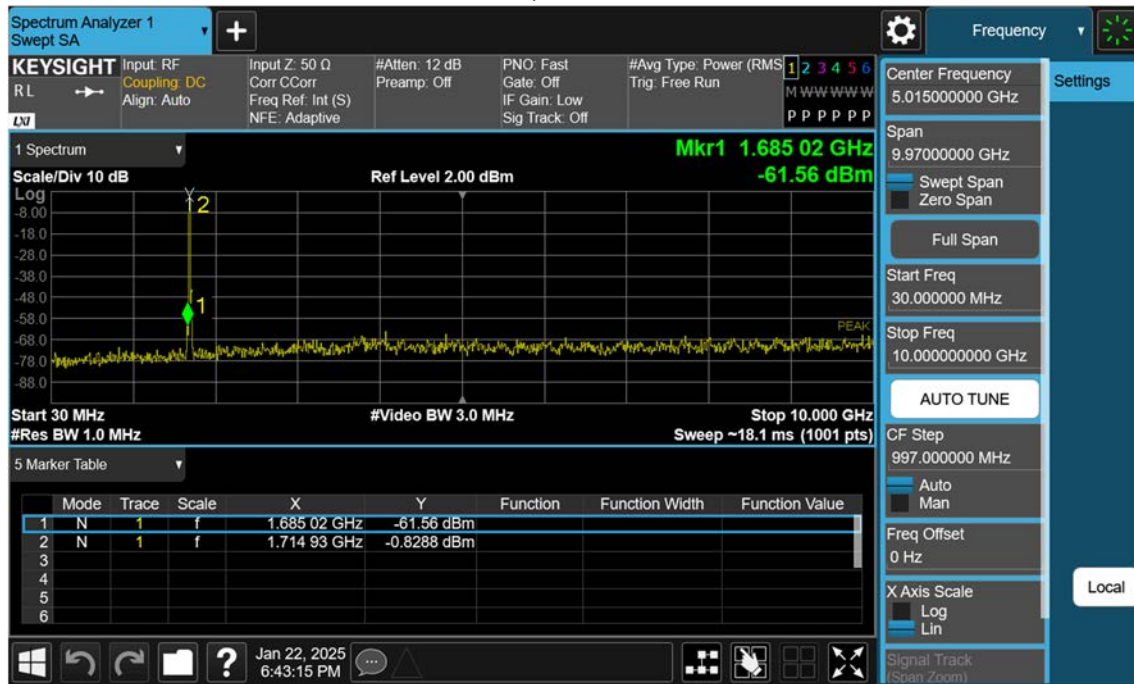 Spectrum Analyzer 1
Swept SA
Frequency
KEYSIGHT
R L
LXI
Input: RF
Coupling: DC
Align: Auto
Input Z: 50 Ω
Corr CCorr
Freq Ref: Int (S)
NFE: Adaptive
#Atten: 12 dB
Preamp: Off
PNO: Fast
Gate: Off
IF Gain: Low
Sig Track: Off
#Avg Type: Power (RMS
Trig: Free Run
1 2 3 4 5 6
M W W W W W
P P P P P P
1 Spectrum
Mkr1 1.685 02 GHz
Scale/Div 10 dB
Ref Level 2.00 dBm
-61.56 dBm
Log
-8.00
-18.0
-28.0
-38.0
-48.0
-58.0
-68.0
-78.0
-88.0
2
1
PEAK
Start 30 MHz
#Video BW 3.0 MHz
Stop 10.000 GHz
#Res BW 1.0 MHz
Sweep ~18.1 ms (1001 pts)
5 Marker Table
Mode Trace Scale X Y Function Function Width Function Value
1 N 1 f 1.685 02 GHz -61.56 dBm
2 N 1 f 1.714 93 GHz -0.8288 dBm
3
4
5
6
Center Frequency
5.015000000 GHz
Span
9.97000000 GHz
Swept Span
Zero Span
Full Span
Start Freq
30.000000 MHz
Stop Freq
10.000000000 GHz
AUTO TUNE
CF Step
997.000000 MHz
Auto
Man
Freq Offset
0 Hz
X Axis Scale
Log
Lin
Signal Track
(Span Zoom)
Settings
Local
?
Jan 22, 2025
6:43:15 PM